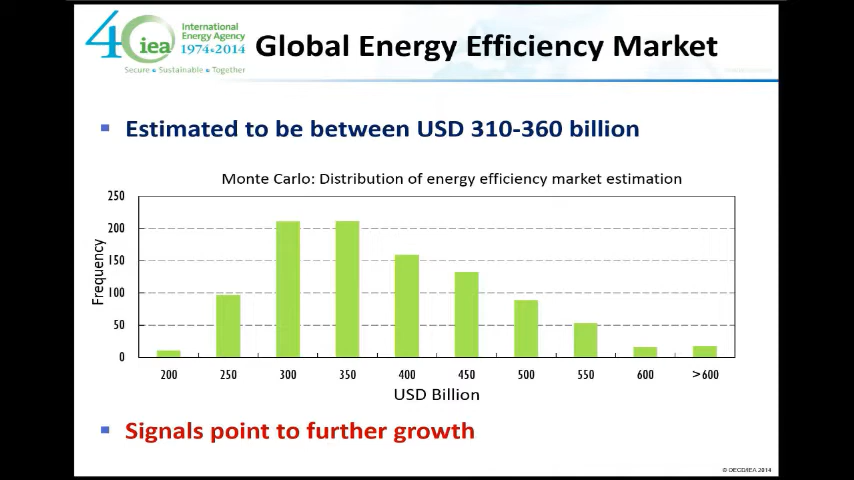 40 iea International
Energy Agency
1974•2014
Secure • Sustainable • Together
Global Energy Efficiency Market
Estimated to be between USD 310-360 billion
Monte Carlo: Distribution of energy efficiency market estimation
Frequency
250
200
150
100
50
0
200 250 300 350 400 450 500 550 600 >600
USD Billion
Signals point to further growth
© OECD/IEA 2014